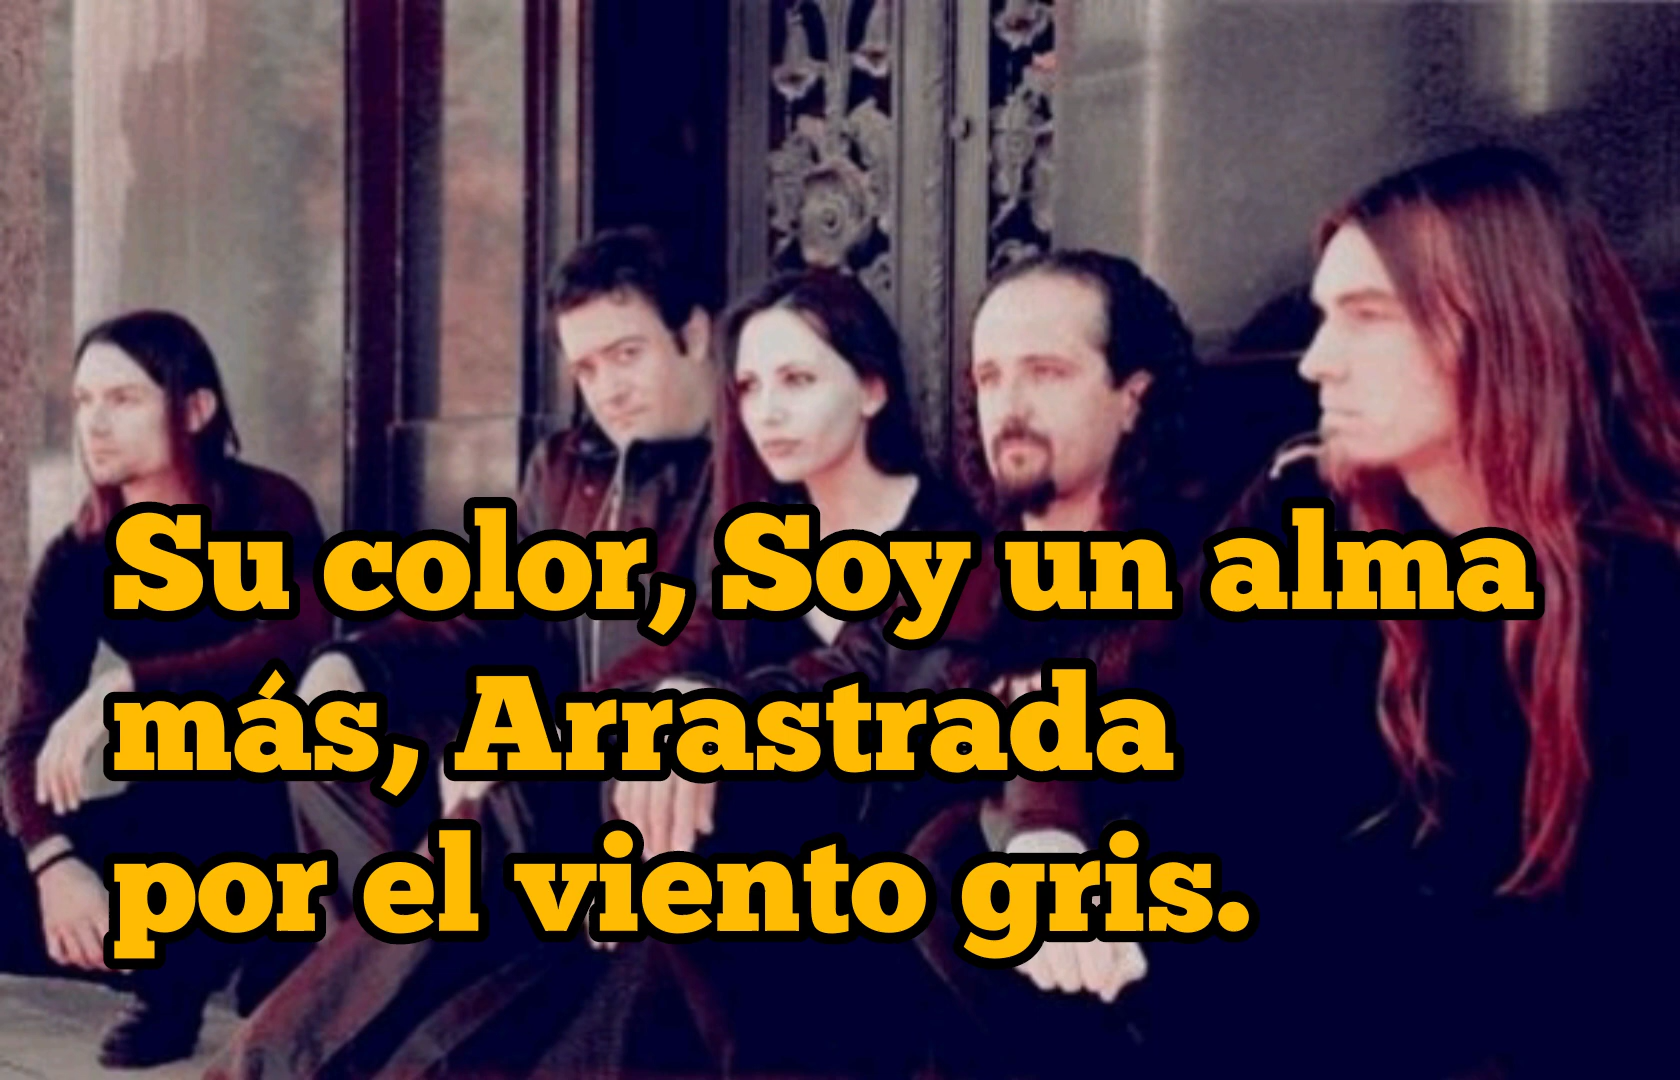 Su color, Soy un alma
más, Arrastrada
por el viento gris.